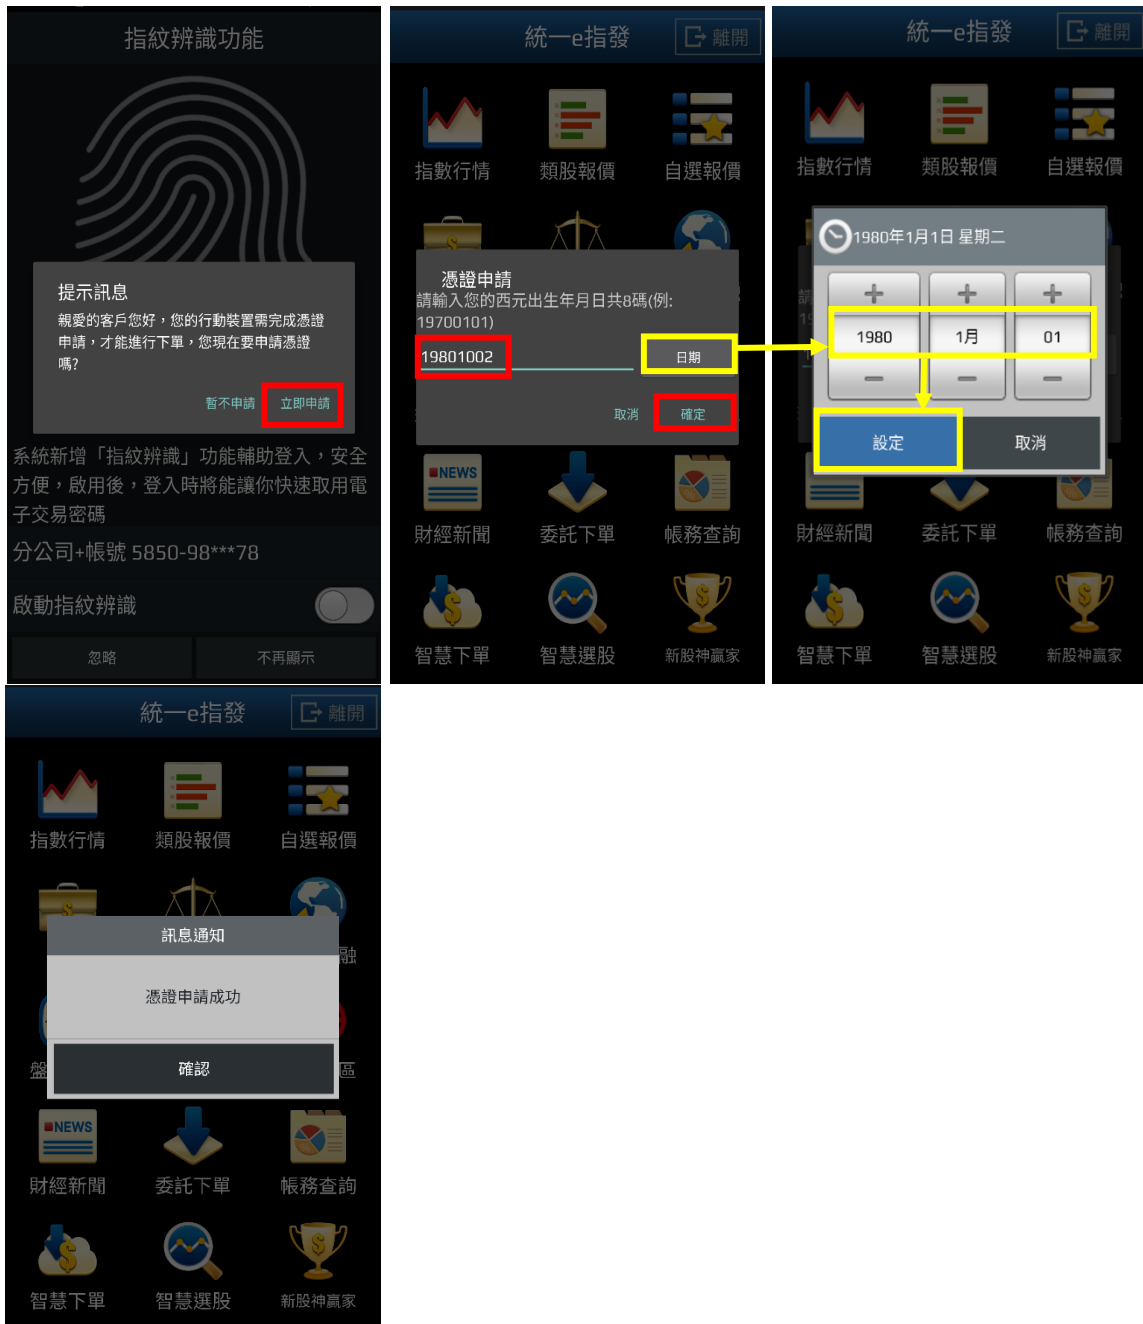 指紋辨識功能
提示訊息
親愛的客戶您好，您的行動裝置需完成憑證
申請，才能進行下單，您現在要申請憑證
嗎?
暫不申請 立即申請
系統新增「指紋辨識」功能輔助登入，安全
方便，啟用後，登入時將能讓你快速取用電
子交易密碼
分公司+帳號 5850-98***78
啟動指紋辨識
忽略 不再顯示
統一e指發 離開
指數行情 類股報價 自選報價
憑證申請
請輸入您的西元出生年月日共8碼(例:
19700101)
19801002 日期
取消 確定
NEWS
財經新聞 委託下單 帳務查詢
智慧下單 智慧選股 新股神贏家
統一e指發 離開
指數行情 類股報價 自選報價
1980年1月1日 星期二
1980 1月 01
設定 取消
財經新聞 委託下單 帳務查詢
智慧下單 智慧選股 新股神贏家
統一e指發 離開
指數行情 類股報價 自選報價
訊息通知
融
憑證申請成功
確認
盤 區
NEWS
財經新聞 委託下單 帳務查詢
智慧下單 智慧選股 新股神贏家